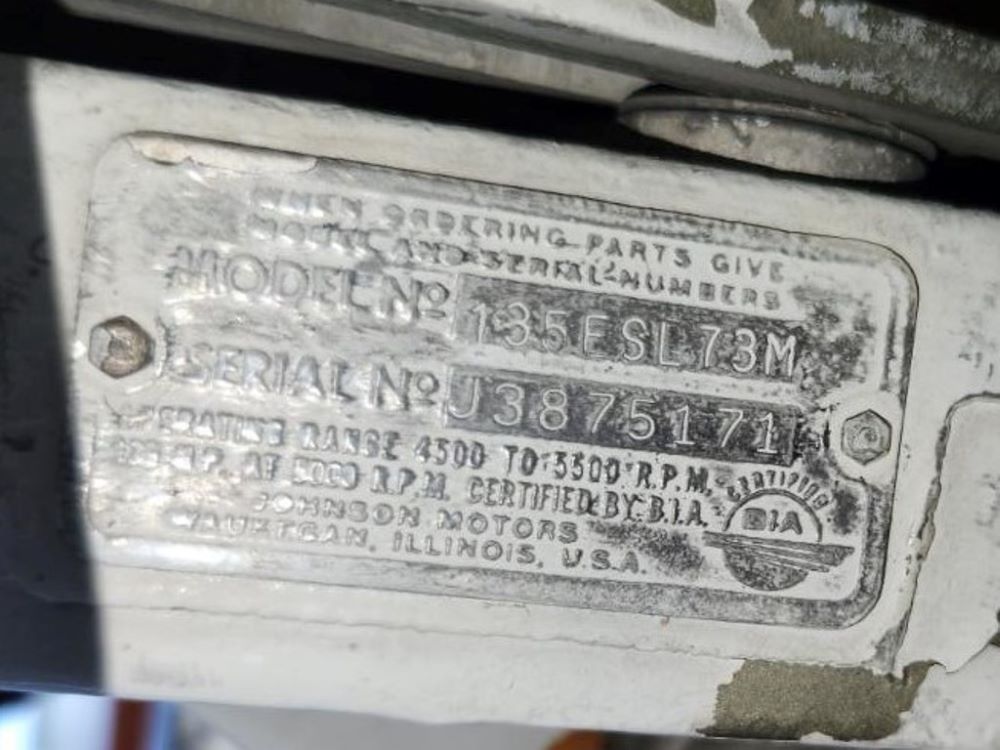 WHEN ORDERING PARTS GIVE
MODEL AND SERIAL NUMBERS
MODEL Nº 135ESL73M
SERIAL Nº J3875171
OPERATING RANGE 4500 TO 5500 R.P.M.
H.P. AT 5000 R.P.M. CERTIFIED BY B.I.A.
JOHNSON MOTORS
WAUKEGAN, ILLINOIS, U.S.A.
CERTIFIED
BIA